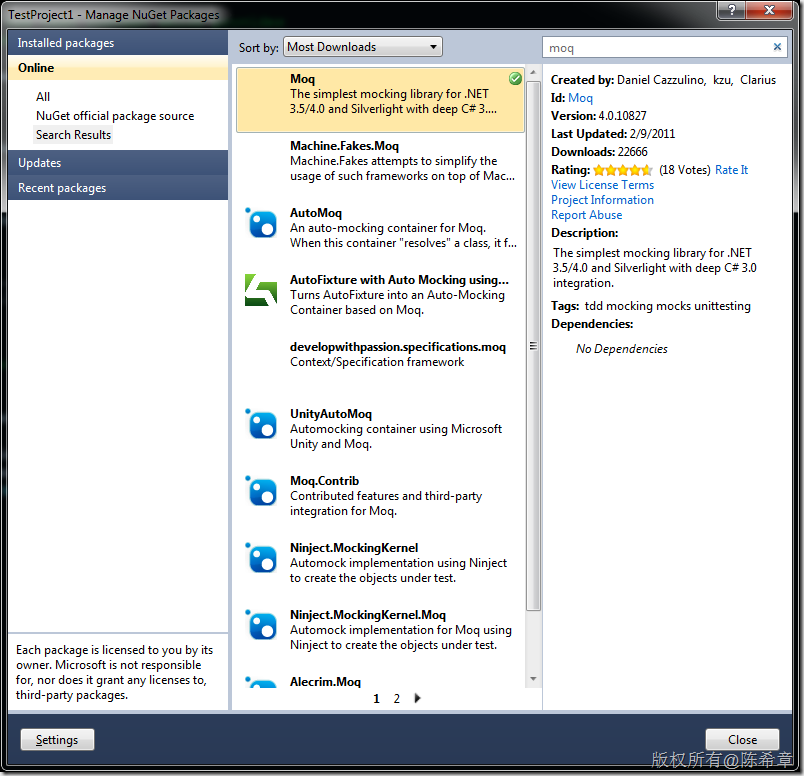 TestProject1 - Manage NuGet Packages
Installed packages
Online
All
NuGet official package source
Search Results
Updates
Recent packages
Each package is licensed to you by its
owner. Microsoft is not responsible
for, nor does it grant any licenses to,
third-party packages.
Sort by: Most Downloads
Moq
The simplest mocking library for .NET
3.5/4.0 and Silverlight with deep C# 3....
Machine.Fakes.Moq
Machine.Fakes attempts to simplify the
usage of such frameworks on top of Mac...
AutoMoq
An auto-mocking container for Moq.
When this container "resolves" a class, it f...
AutoFixture with Auto Mocking using...
Turns AutoFixture into an Auto-Mocking
Container based on Moq.
developwithpassion.specifications.moq
Context/Specification framework
UnityAutoMoq
Automocking container using Microsoft
Unity and Moq.
Moq.Contrib
Contributed features and third-party
integration for Moq.
Ninject.MockingKernel
Automock implementation using Ninject
to create the objects under test.
Ninject.MockingKernel.Moq
Automock implementation for Moq using
Ninject to create the objects under test.
Alecrim.Moq
1 2
moq
Created by: Daniel Cazzulino, kzu, Clarius
Id: Moq
Version: 4.0.10827
Last Updated: 2/9/2011
Downloads: 22666
Rating: (18 Votes) Rate It
View License Terms
Project Information
Report Abuse
Description:
The simplest mocking library for .NET
3.5/4.0 and Silverlight with deep C# 3.0
integration.
Tags: tdd mocking mocks unittesting
Dependencies:
No Dependencies
Settings
Close
版权所有@陈希章